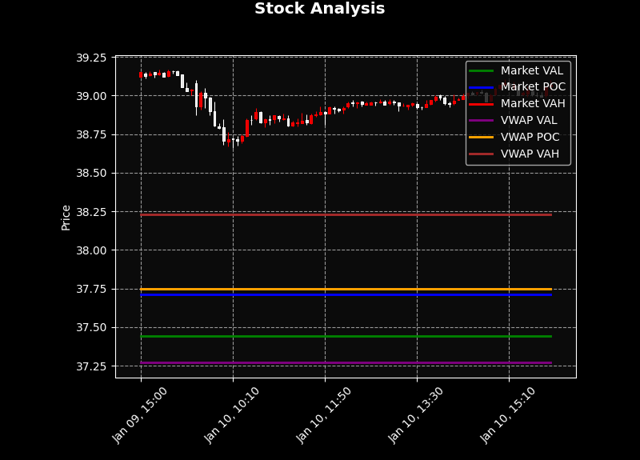 Stock Analysis
39.25
39.00
38.75
38.50
38.25
38.00
37.75
37.50
37.25
Price
Market VAL
Market POC
Market VAH
VWAP VAL
VWAP POC
VWAP VAH
Jan 09, 15:00
Jan 10, 10:10
Jan 10, 11:50
Jan 10, 13:30
Jan 10, 15:10